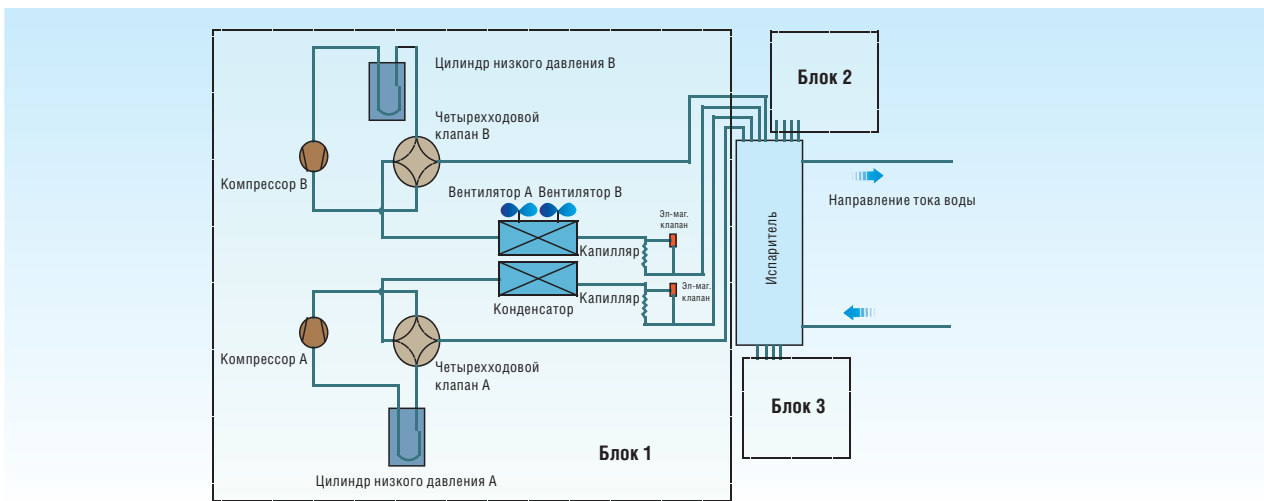 Цилиндр низкого давления В
Блок 2
Четырехходовой
клапан В
Компрессор В
Вентилятор А Вентилятор В
Направление тока воды
Эл-маг.
клапан
Капилляр
Испаритель
Эл-маг.
клапан
Капилляр
Конденсатор
Компрессор А
Четырехходовой
клапан А
Блок 3
Блок 1
Цилиндр низкого давления А